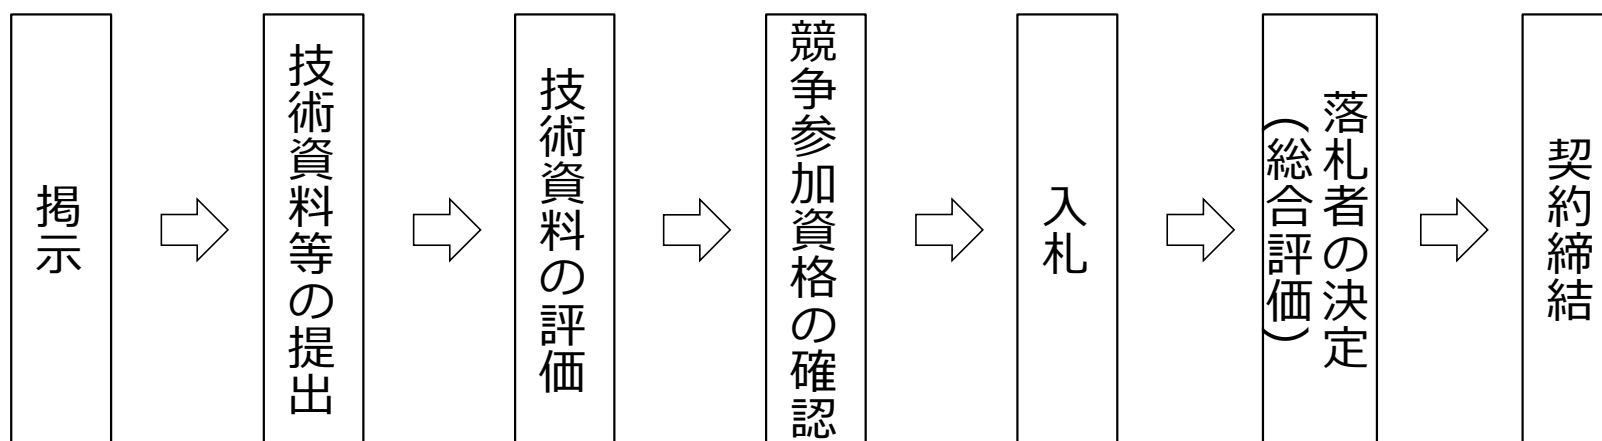 掲示
技術資料等の提出
技術資料の評価
競争参加資格の確認
入札
落札者の決定
(総合評価)
契約締結